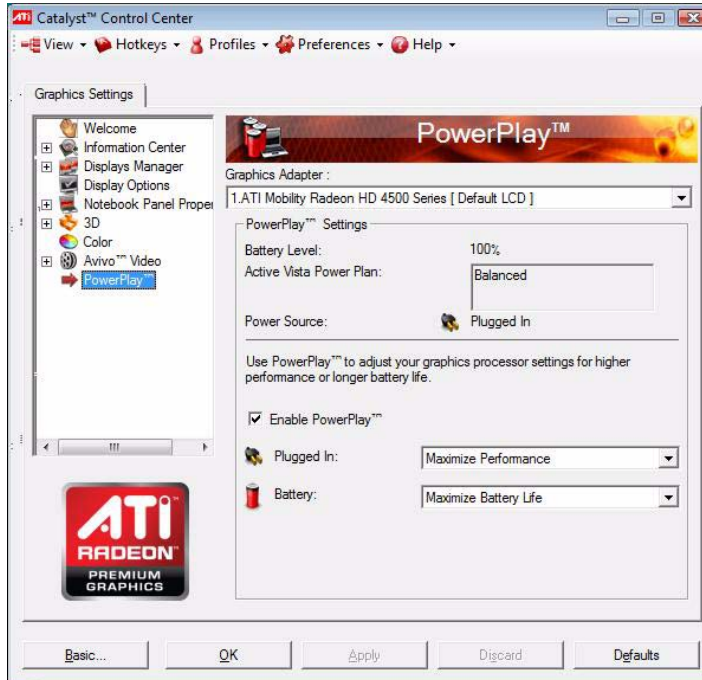 ATI Catalyst™ Control Center
View Hotkeys Profiles Preferences Help
Graphics Settings
Welcome
Information Center
Displays Manager
Display Options
Notebook Panel Proper
3D
Color
Avivo™ Video
PowerPlay™
ATI
RADEON™
PREMIUM
GRAPHICS
PowerPlay™
Graphics Adapter :
1.ATI Mobility Radeon HD 4500 Series [ Default LCD ]
PowerPlay™ Settings
Battery Level: 100%
Active Vista Power Plan: Balanced
Power Source: Plugged In
Use PowerPlay™ to adjust your graphics processor settings for higher
performance or longer battery life.
Enable PowerPlay™
Plugged In: Maximize Performance
Battery: Maximize Battery Life
Basic... OK Apply Discard Defaults